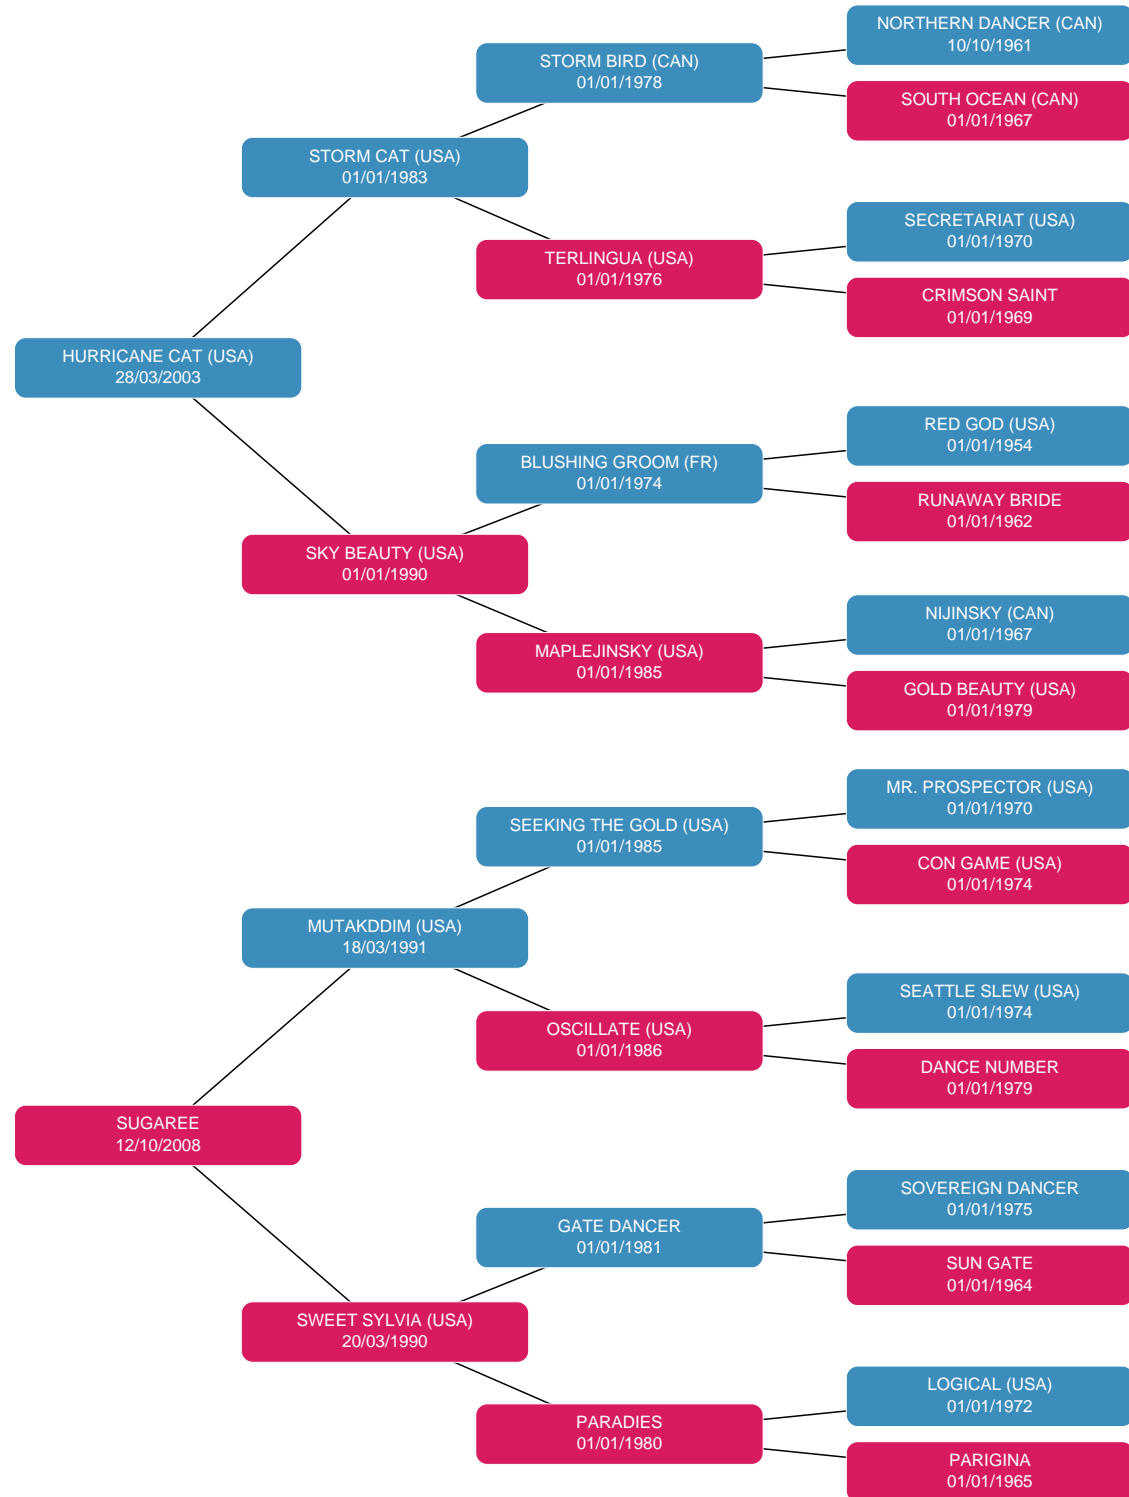 NORTHERN DANCER (CAN)
10/10/1961
STORM BIRD (CAN)
01/01/1978
SOUTH OCEAN (CAN)
01/01/1967
STORM CAT (USA)
01/01/1983
SECRETARIAT (USA)
01/01/1970
TERLINGUA (USA)
01/01/1976
CRIMSON SAINT
01/01/1969
HURRICANE CAT (USA)
28/03/2003
RED GOD (USA)
01/01/1954
BLUSHING GROOM (FR)
01/01/1974
RUNAWAY BRIDE
01/01/1962
SKY BEAUTY (USA)
01/01/1990
NIJINSKY (CAN)
01/01/1967
MAPLEJINSKY (USA)
01/01/1985
GOLD BEAUTY (USA)
01/01/1979
MR. PROSPECTOR (USA)
01/01/1970
SEEKING THE GOLD (USA)
01/01/1985
CON GAME (USA)
01/01/1974
MUTAKDDIM (USA)
18/03/1991
SEATTLE SLEW (USA)
01/01/1974
OSCILLATE (USA)
01/01/1986
DANCE NUMBER
01/01/1979
SUGAREE
12/10/2008
SOVEREIGN DANCER
01/01/1975
GATE DANCER
01/01/1981
SUN GATE
01/01/1964
SWEET SYLVIA (USA)
20/03/1990
LOGICAL (USA)
01/01/1972
PARADIES
01/01/1980
PARIGINA
01/01/1965